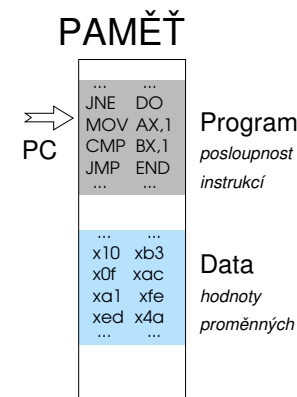 PAMĚŤ
... ...
JNE DO
MOV AX,1
CMP BX,1
JMP END
... ...
PC
Program
posloupnost
instrukcí
... ...
x10 xb3
x0f xac
xa1 xfe
xed x4a
... ...
Data
hodnoty
proměnných